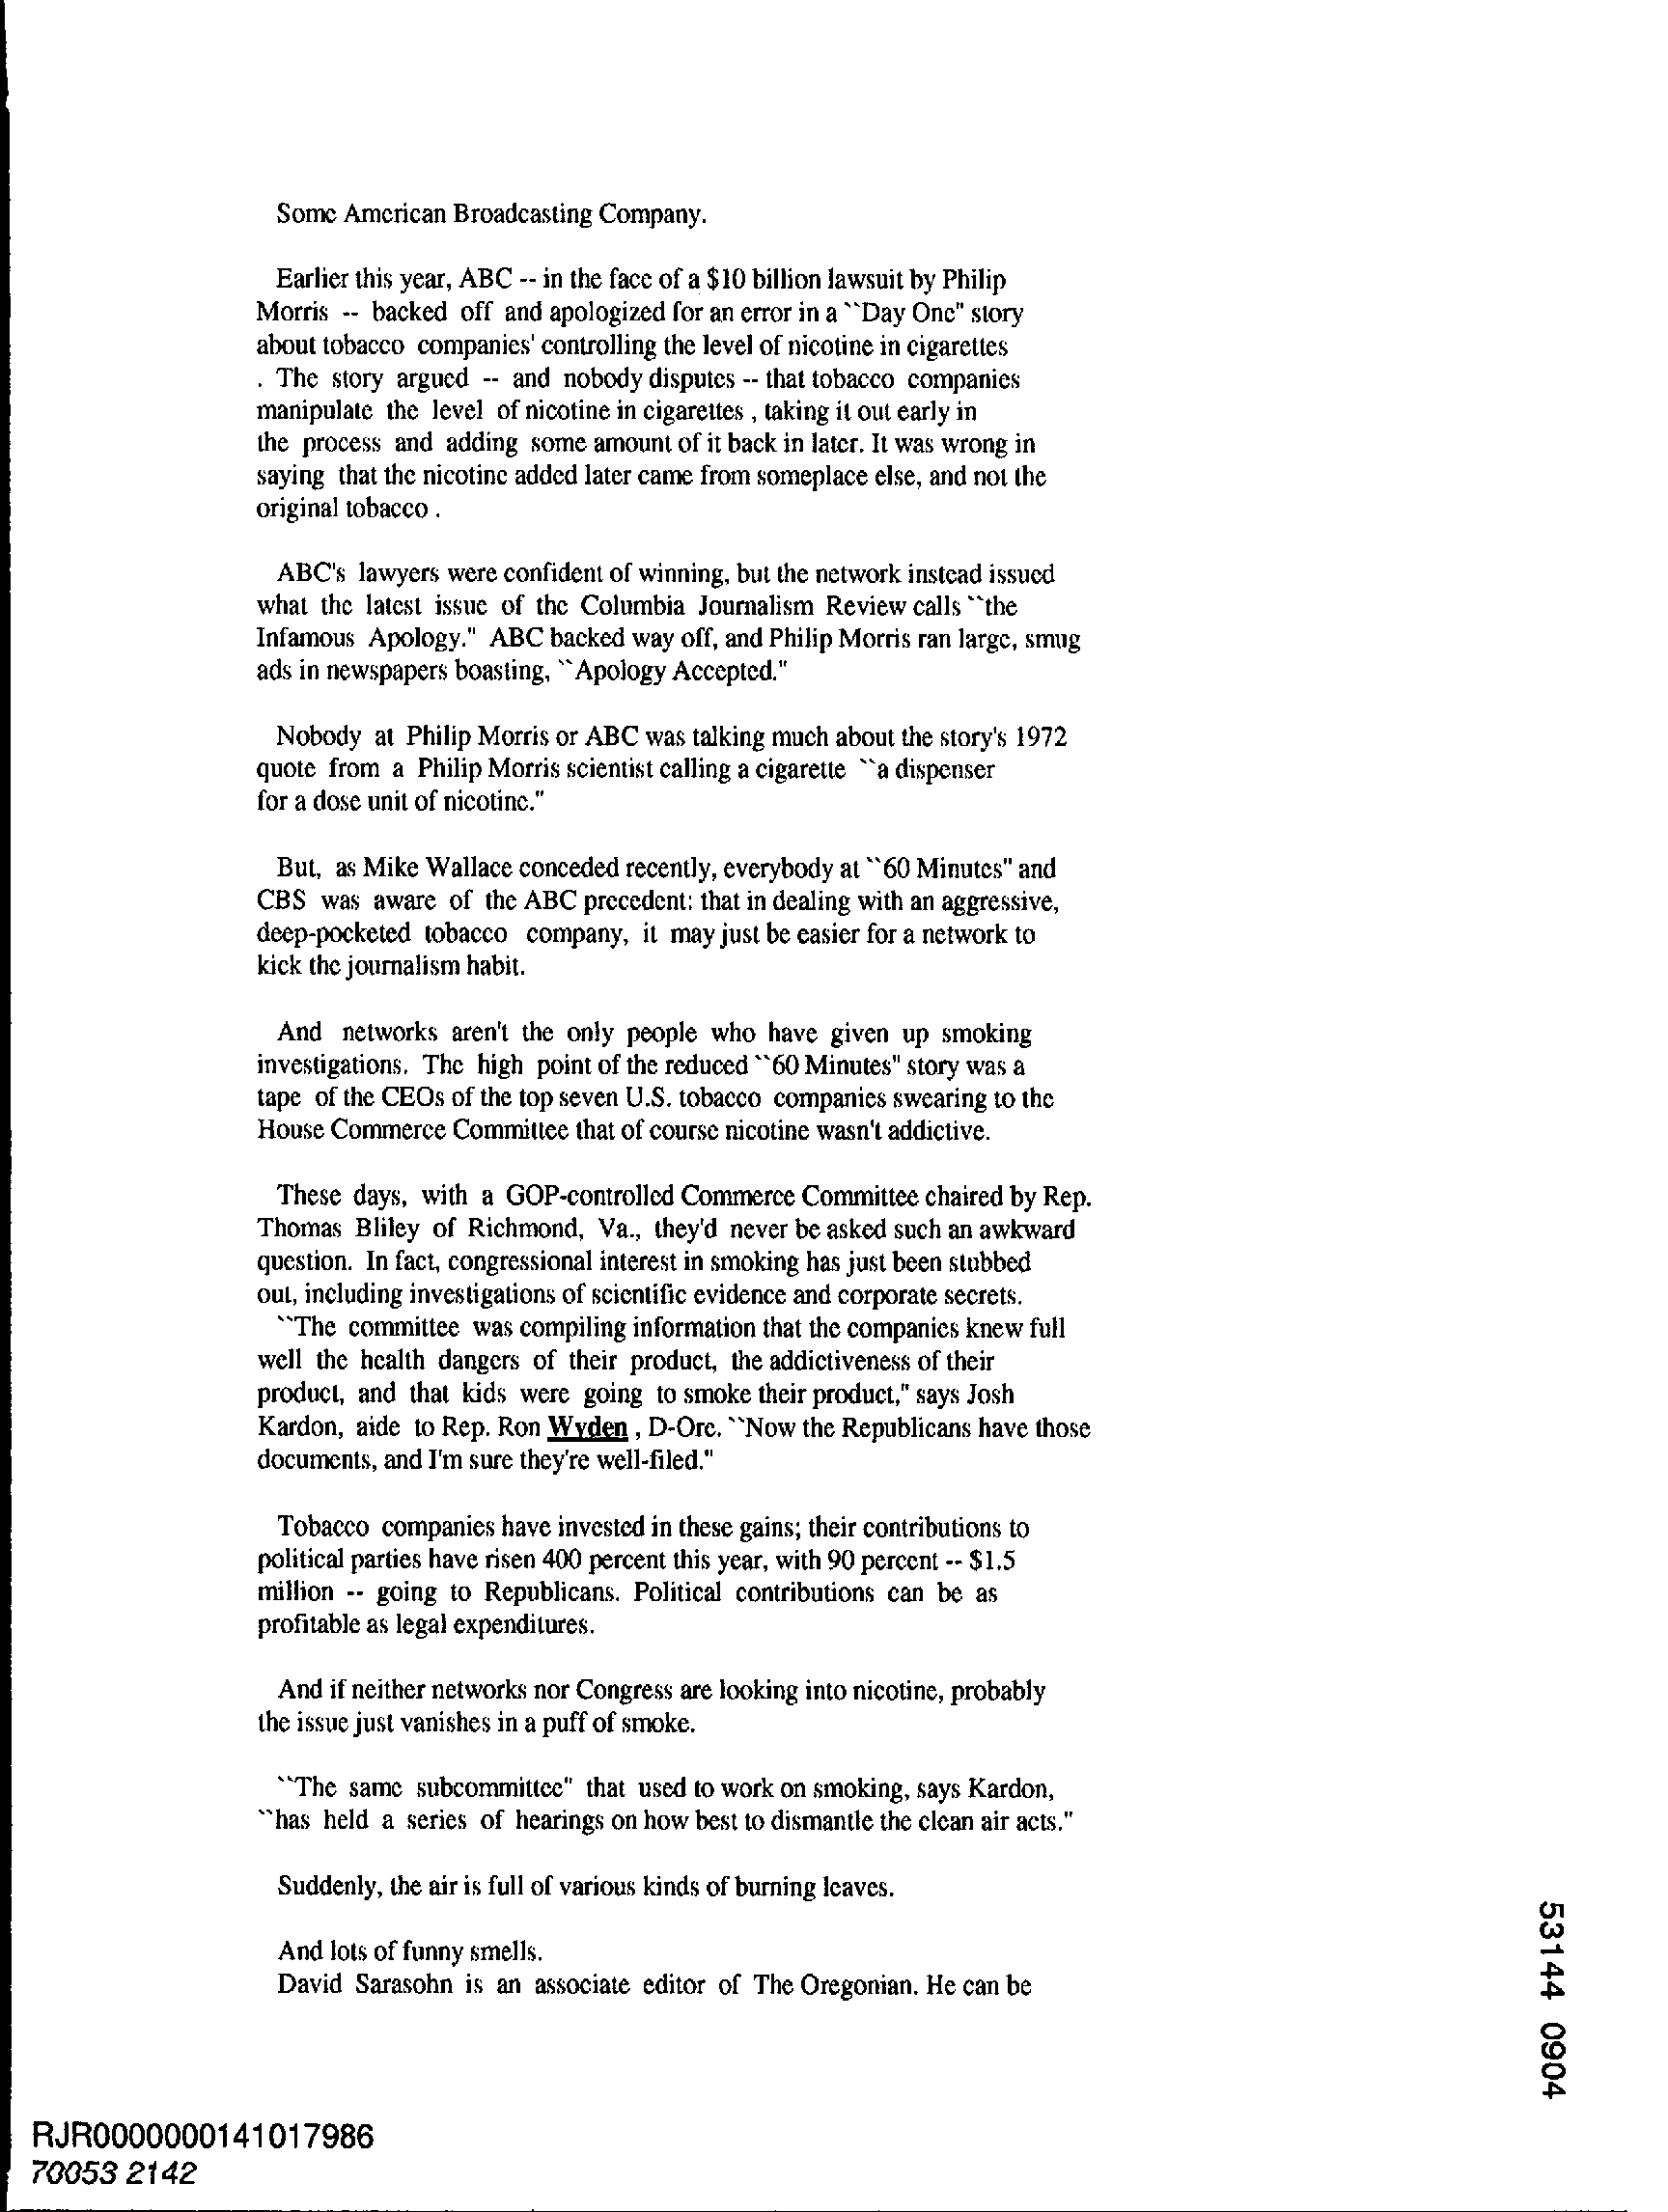 Some American Broadcasting Company.
Earlier this year, ABC -- in the face of a $10 billion lawsuit by Philip
Morris -- backed off and apologized for an error in a ``Day One" story
about tobacco companies' controlling the level of nicotine in cigarettes
. The story argued -- and nobody disputes -- that tobacco companies
manipulate the level of nicotine in cigarettes , taking it out early in
the process and adding some amount of it back in later. It was wrong in
saying that the nicotine added later came from someplace else, and not the
original tobacco .
ABC's lawyers were confident of winning, but the network instead issued
what the latest issue of the Columbia Journalism Review calls ``the
Infamous Apology." ABC backed way off, and Philip Morris ran large, smug
ads in newspapers boasting, ``Apology Accepted."
Nobody at Philip Morris or ABC was talking much about the story's 1972
quote from a Philip Morris scientist calling a cigarette ``a dispenser
for a dose unit of nicotine."
But, as Mike Wallace conceded recently, everybody at ``60 Minutes" and
CBS was aware of the ABC precedent: that in dealing with an aggressive,
deep-pocketed tobacco company, it may just be easier for a network to
kick the journalism habit.
And networks aren't the only people who have given up smoking
investigations. The high point of the reduced ``60 Minutes" story was a
tape of the CEOs of the top seven U.S. tobacco companies swearing to the
House Commerce Committee that of course nicotine wasn't addictive.
These days, with a GOP-controlled Commerce Committee chaired by Rep.
Thomas Bliley of Richmond, Va., they'd never be asked such an awkward
question. In fact, congressional interest in smoking has just been stubbed
out, including investigations of scientific evidence and corporate secrets.
``The committee was compiling information that the companies knew full
well the health dangers of their product, the addictiveness of their
product, and that kids were going to smoke their product," says Josh
Kardon, aide to Rep. Ron Wyden , D-Ore. ``Now the Republicans have those
documents, and I'm sure they're well-filed."
Tobacco companies have invested in these gains; their contributions to
political parties have risen 400 percent this year, with 90 percent -- $1.5
million -- going to Republicans. Political contributions can be as
profitable as legal expenditures.
And if neither networks nor Congress are looking into nicotine, probably
the issue just vanishes in a puff of smoke.
``The same subcommittee" that used to work on smoking, says Kardon,
``has held a series of hearings on how best to dismantle the clean air acts."
Suddenly, the air is full of various kinds of burning leaves.
And lots of funny smells.
David Sarasohn is an associate editor of The Oregonian. He can be
53144 0904
RJR0000000141017986
70053 2142